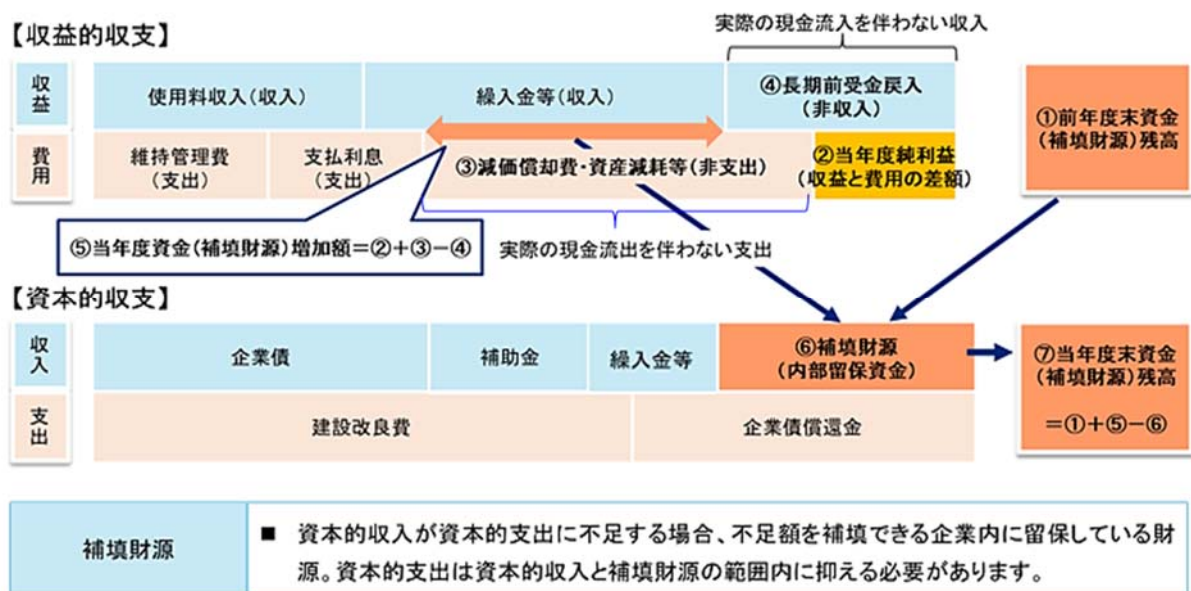 実際の現金流入を伴わない収入
【収益的収支】
収
益
使用料収入(収入)
繰入金等(収入)
④長期前受金戻入
(非収入)
①前年度末資金
(補填財源)残高
費
用
維持管理費
(支出)
支払利息
(支出)
③減価償却費・資産減耗等(非支出)
②当年度純利益
(収益と費用の差額)
⑤当年度資金(補填財源)増加額=②+③-④
実際の現金流出を伴わない支出
【資本的収支】
収
入
企業債
補助金
繰入金等
⑥補填財源
(内部留保資金)
⑦当年度末資金
(補填財源)残高
=①+⑤-⑥
支
出
建設改良費
企業債償還金
補填財源
■ 資本的収入が資本的支出に不足する場合、不足額を補填できる企業内に留保している財
源。資本的支出は資本的収入と補填財源の範囲内に抑える必要があります。